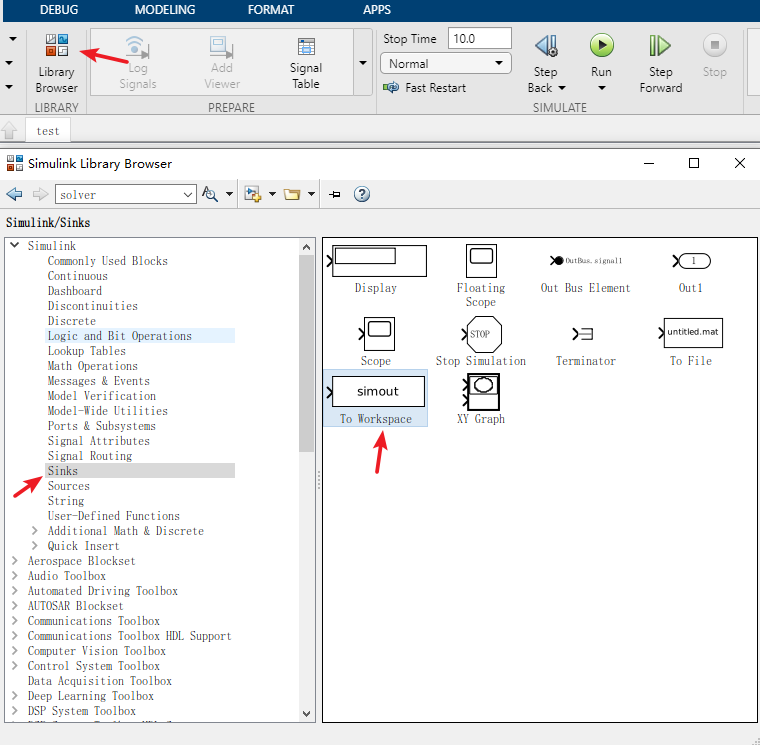 DEBUG MODELING FORMAT APPS
Stop Time 10.0
Normal
Fast Restart
Library Browser
Log Signals
Add Viewer
Signal Table
Step Back
Run
Step Forward
Stop
LIBRARY PREPARE SIMULATE
test
Simulink Library Browser
solver
Simulink/Sinks
Simulink
Commonly Used Blocks
Continuous
Dashboard
Discontinuities
Discrete
Logic and Bit Operations
Lookup Tables
Math Operations
Messages & Events
Model Verification
Model-Wide Utilities
Ports & Subsystems
Signal Attributes
Signal Routing
Sinks
Sources
String
User-Defined Functions
Additional Math & Discrete
Quick Insert
Aerospace Blockset
Audio Toolbox
Automated Driving Toolbox
AUTOSAR Blockset
Communications Toolbox
Communications Toolbox HDL Support
Computer Vision Toolbox
Control System Toolbox
Data Acquisition Toolbox
Deep Learning Toolbox
DSP System Toolbox
Display
Floating Scope
OutBus.signal1
Out Bus Element
1
Out1
Scope
STOP
Stop Simulation
Terminator
untitled.mat
To File
simout
To Workspace
XY Graph